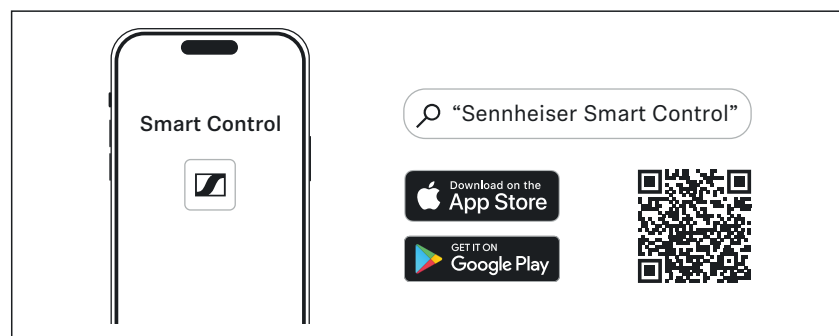 Smart Control
“Sennheiser Smart Control”
Download on the
App Store
GET IT ON
Google Play